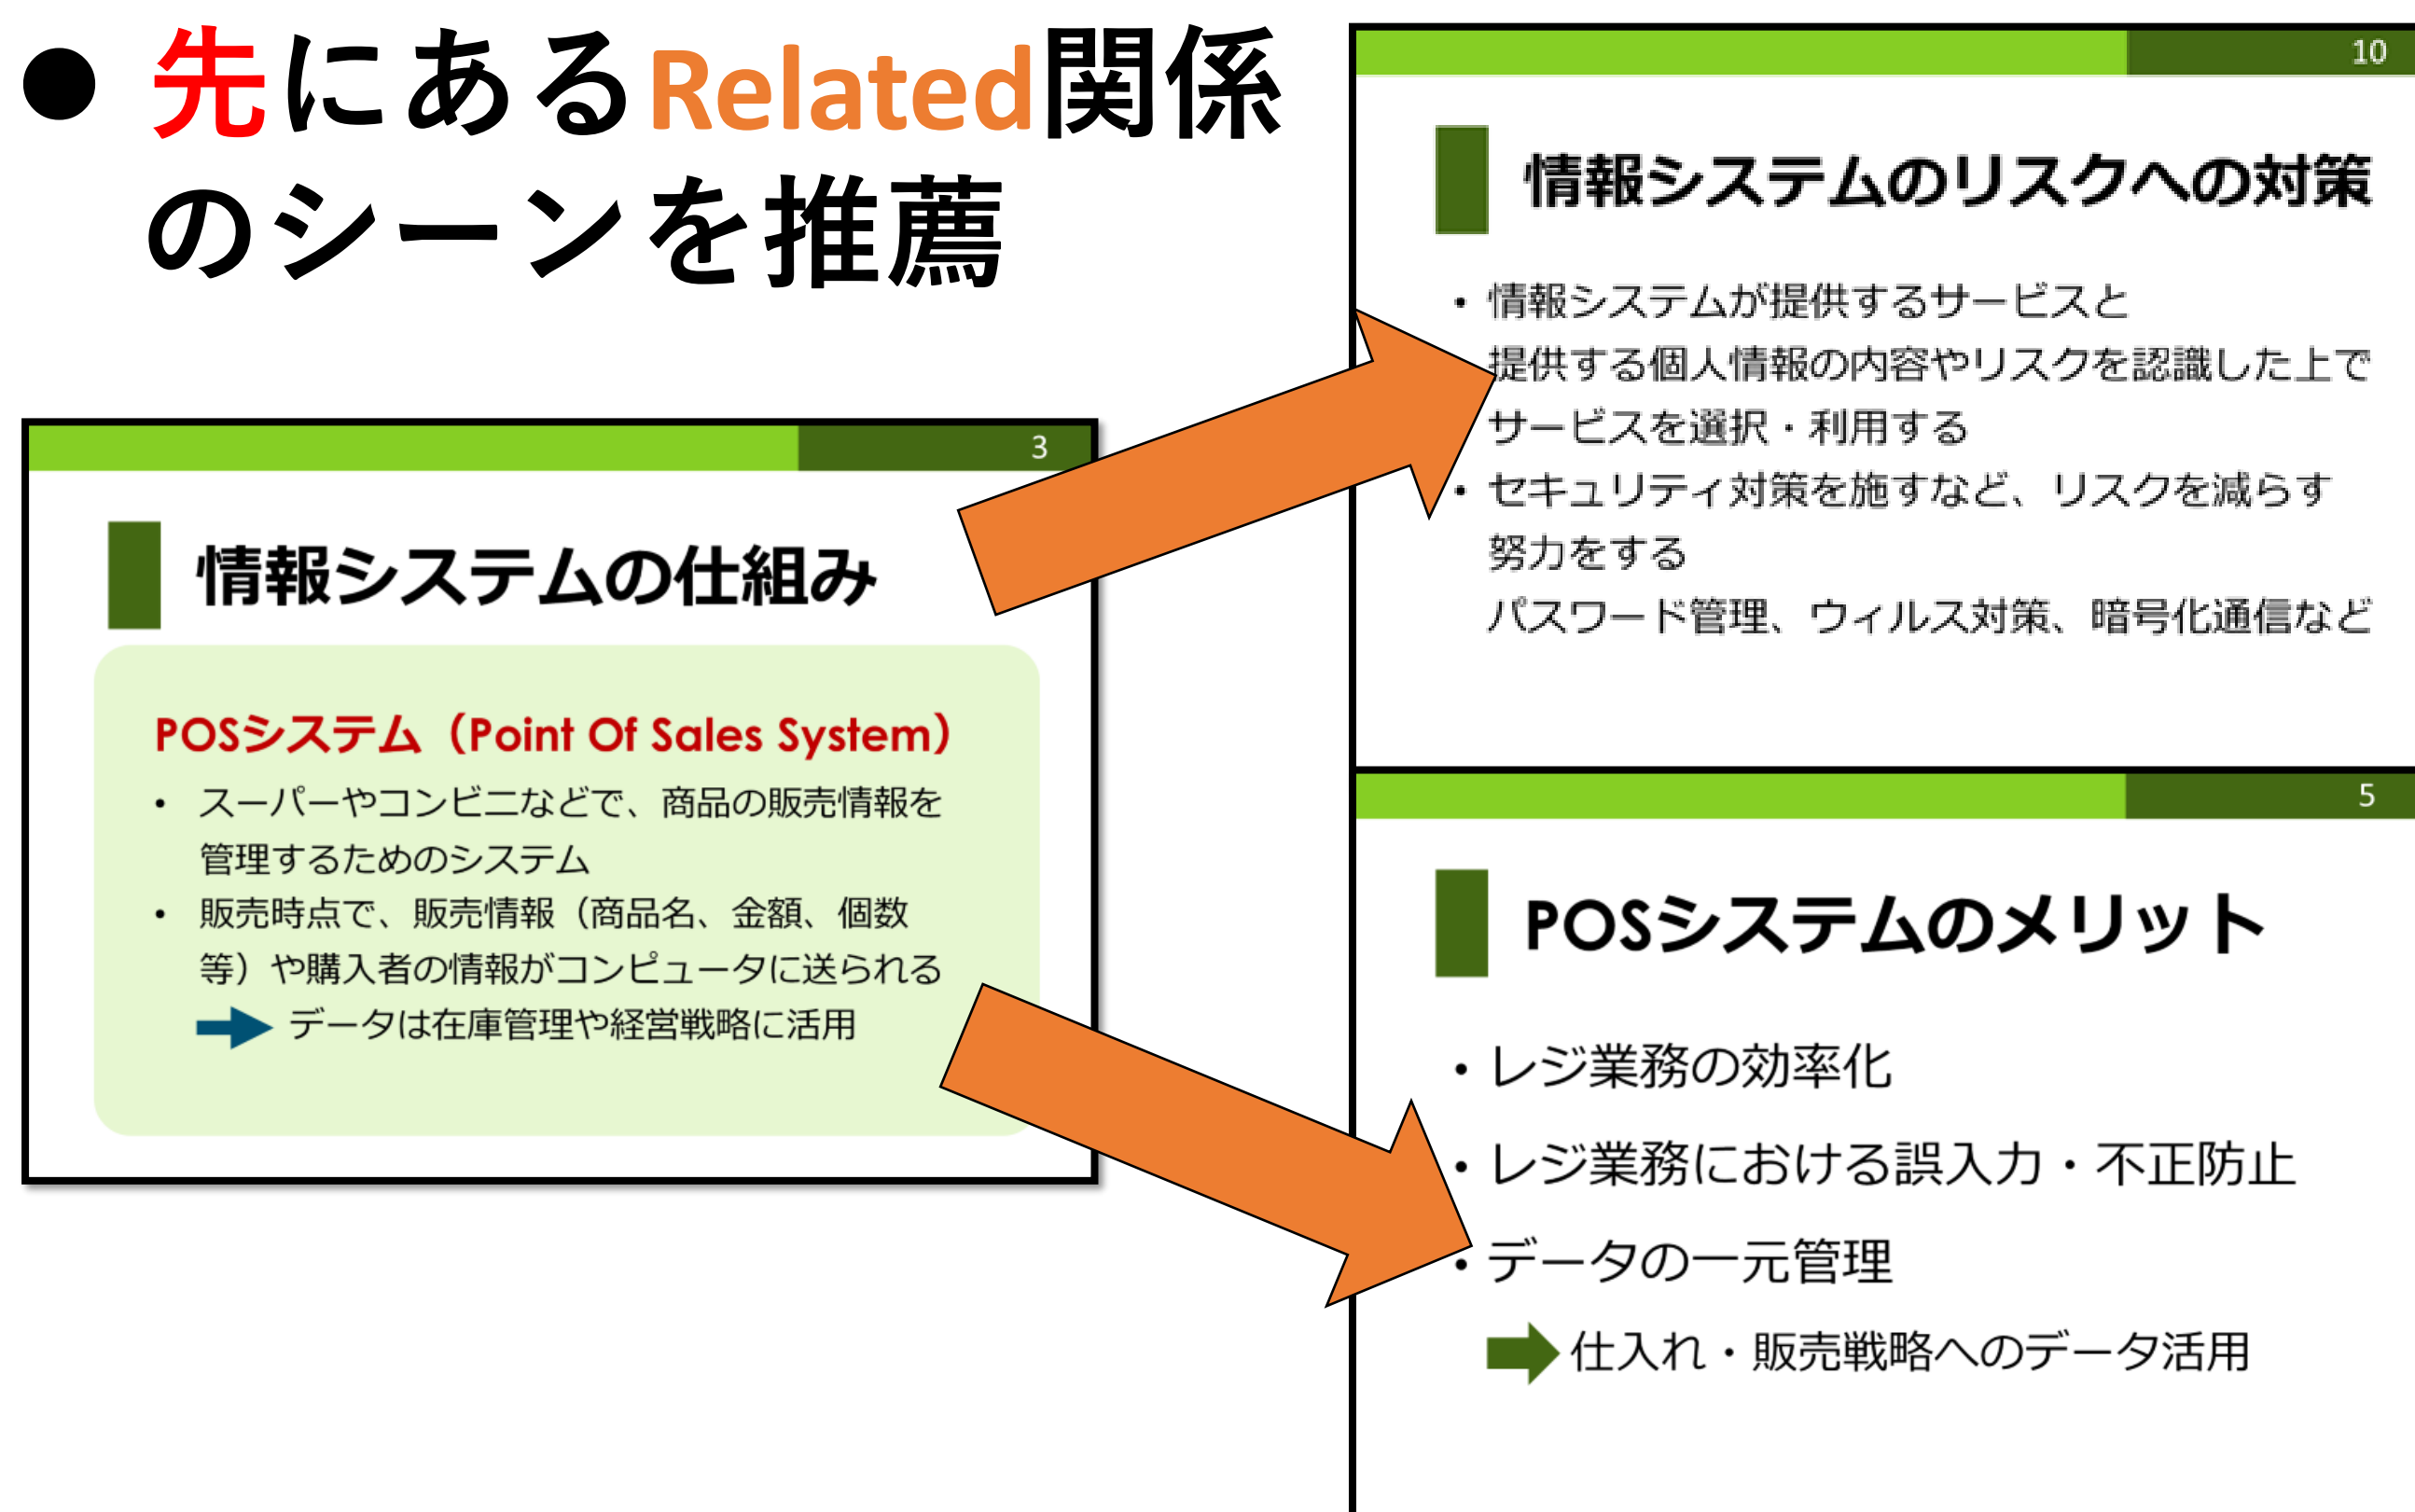 ● 先にあるRelated関係
のシーンを推薦
3
情報システムの仕組み
POSシステム（Point Of Sales System）
• スーパーやコンビニなどで、商品の販売情報を
管理するためのシステム
• 販売時点で、販売情報（商品名、金額、個数
等）や購入者の情報がコンピュータに送られる
データは在庫管理や経営戦略に活用
10
情報システムのリスクへの対策
• 情報システムが提供するサービスと
提供する個人情報の内容やリスクを認識した上で
サービスを選択・利用する
• セキュリティ対策を施すなど、リスクを減らす
努力をする
パスワード管理、ウィルス対策、暗号化通信など
5
POSシステムのメリット
• レジ業務の効率化
• レジ業務における誤入力・不正防止
• データの一元管理
仕入れ・販売戦略へのデータ活用